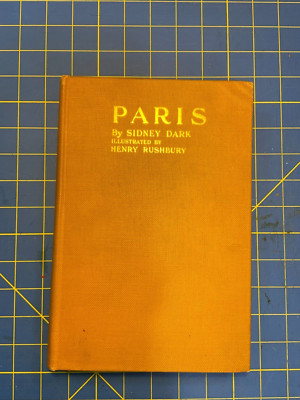 PARIS
By SIDNEY DARK
ILLUSTRATED BY
HENRY RUSHBURY